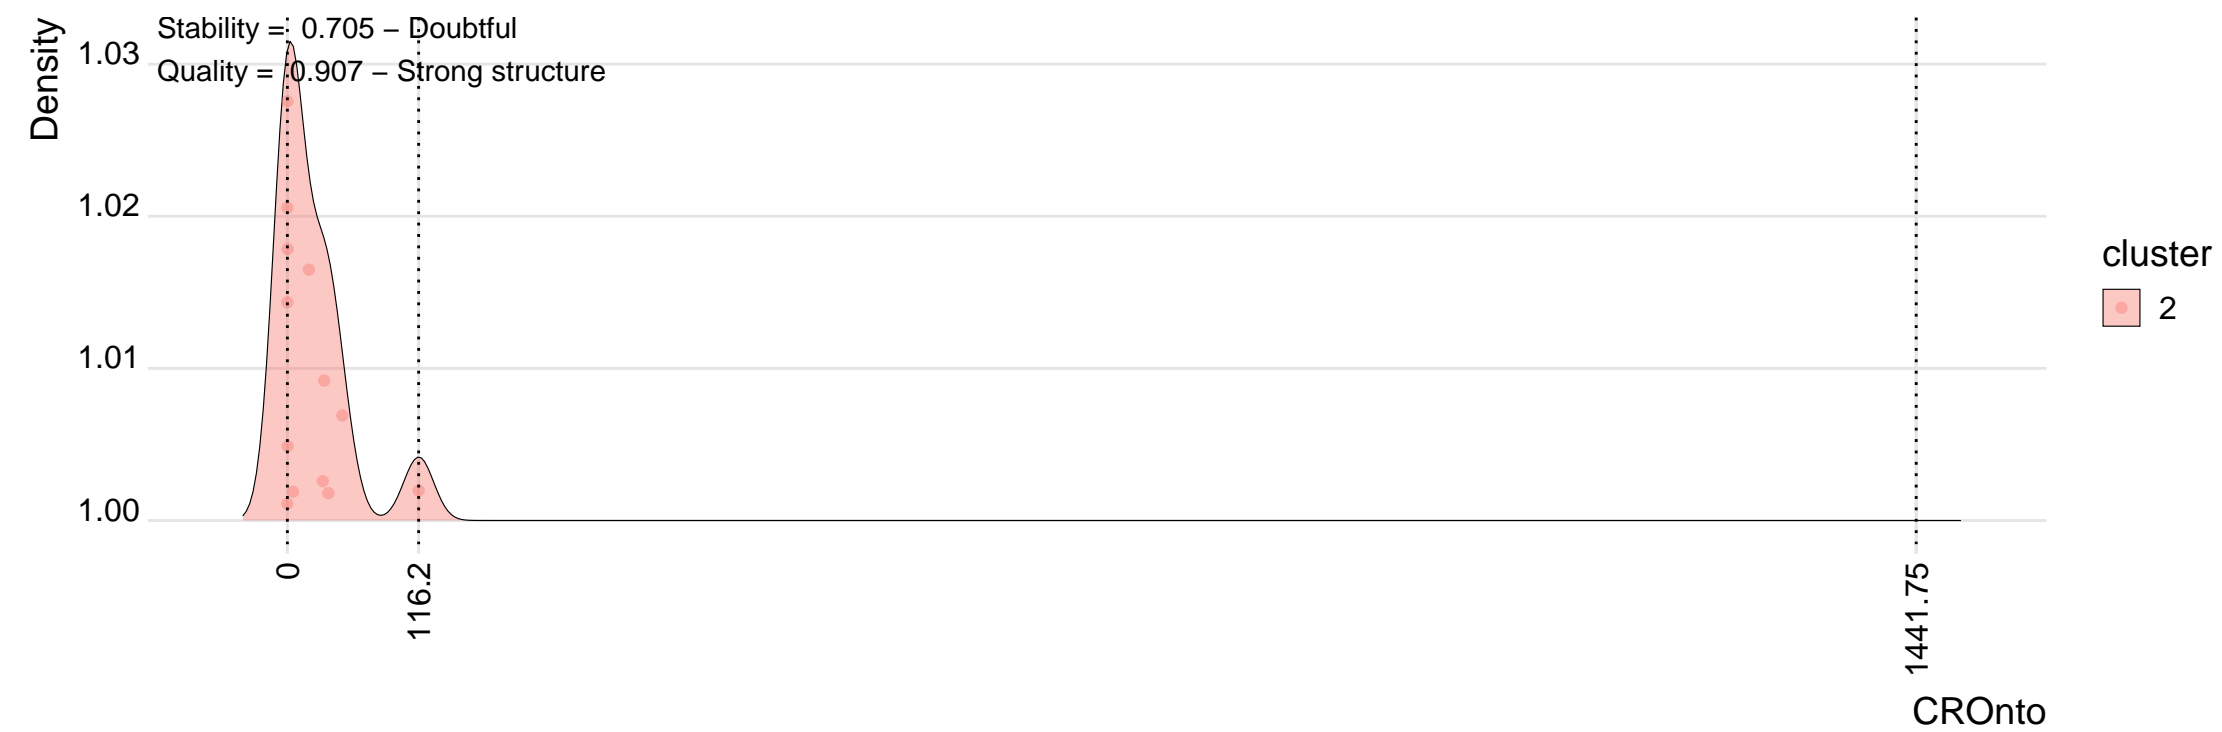 Stability =  0.705 – Doubtful
Quality =  0.907 – Strong structure
Density
1.03
1.02
1.01
1.00
0
116.2
1441.75
CROnto
cluster
2